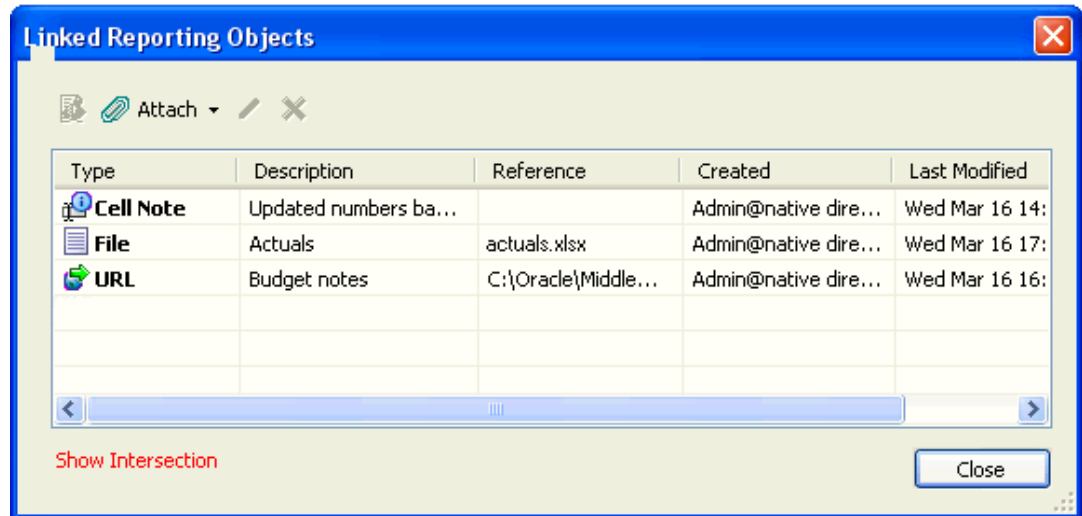 Linked Reporting Objects
Attach
Type Description Reference Created Last Modified
Cell Note Updated numbers ba... Admin@native dire... Wed Mar 16 14:
File Actuals actuals.xlsx Admin@native dire... Wed Mar 16 17:
URL Budget notes C:\Oracle\Middle... Admin@native dire... Wed Mar 16 16:
Show Intersection
Close